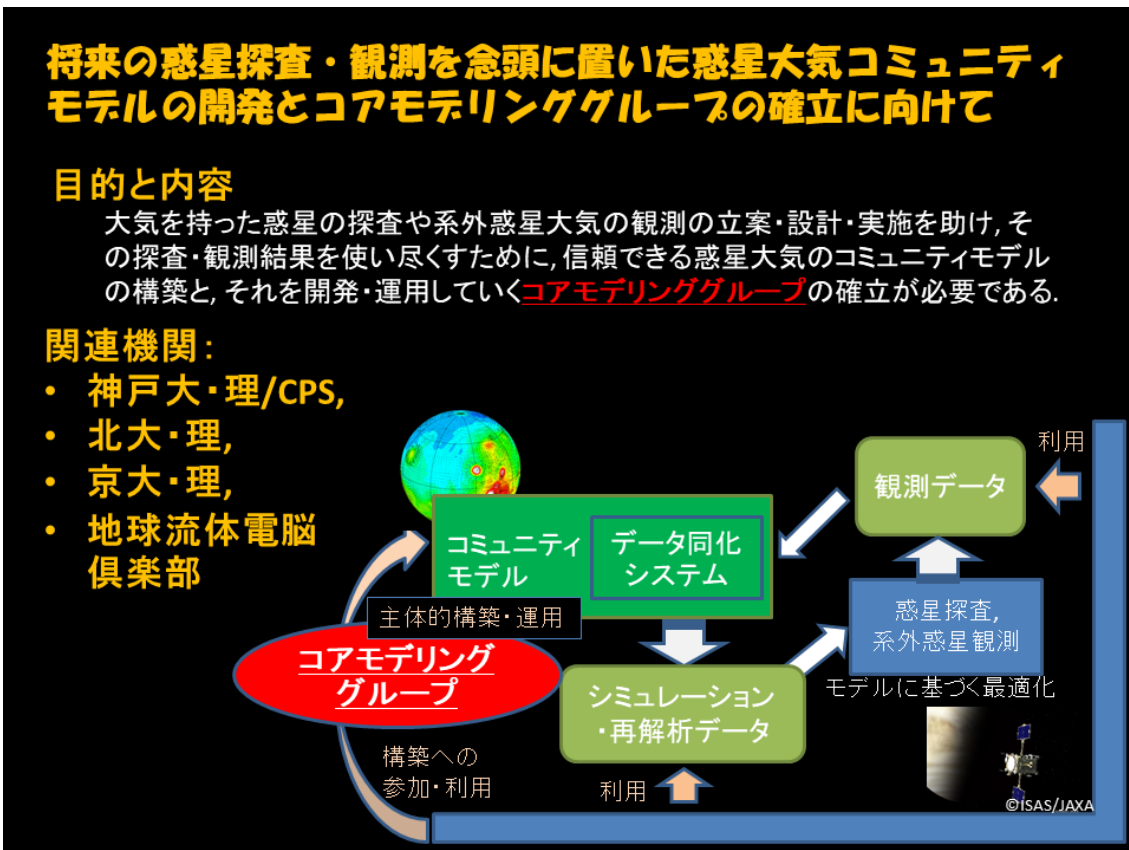 将来の惑星探査・観測を念頭に置いた惑星大気コミュニティ
モデルの開発とコアモデリンググループの確立に向けて
目的と内容
大気を持った惑星の探査や系外惑星大気の観測の立案・設計・実施を助け, そ
の探査・観測結果を使い尽くすために, 信頼できる惑星大気のコミュニティモデル
の構築と, それを開発・運用していくコアモデリンググループの確立が必要である.
関連機関:
• 神戸大・理/CPS,
• 北大・理,
• 京大・理,
• 地球流体電脳
倶楽部
利用
観測データ
コミュニティ
モデル
データ同化
システム
主体的構築・運用
惑星探査,
系外惑星観測
コアモデリング
グループ
シミュレーション
・再解析データ
モデルに基づく最適化
構築への
参加・利用
利用
©ISAS/JAXA